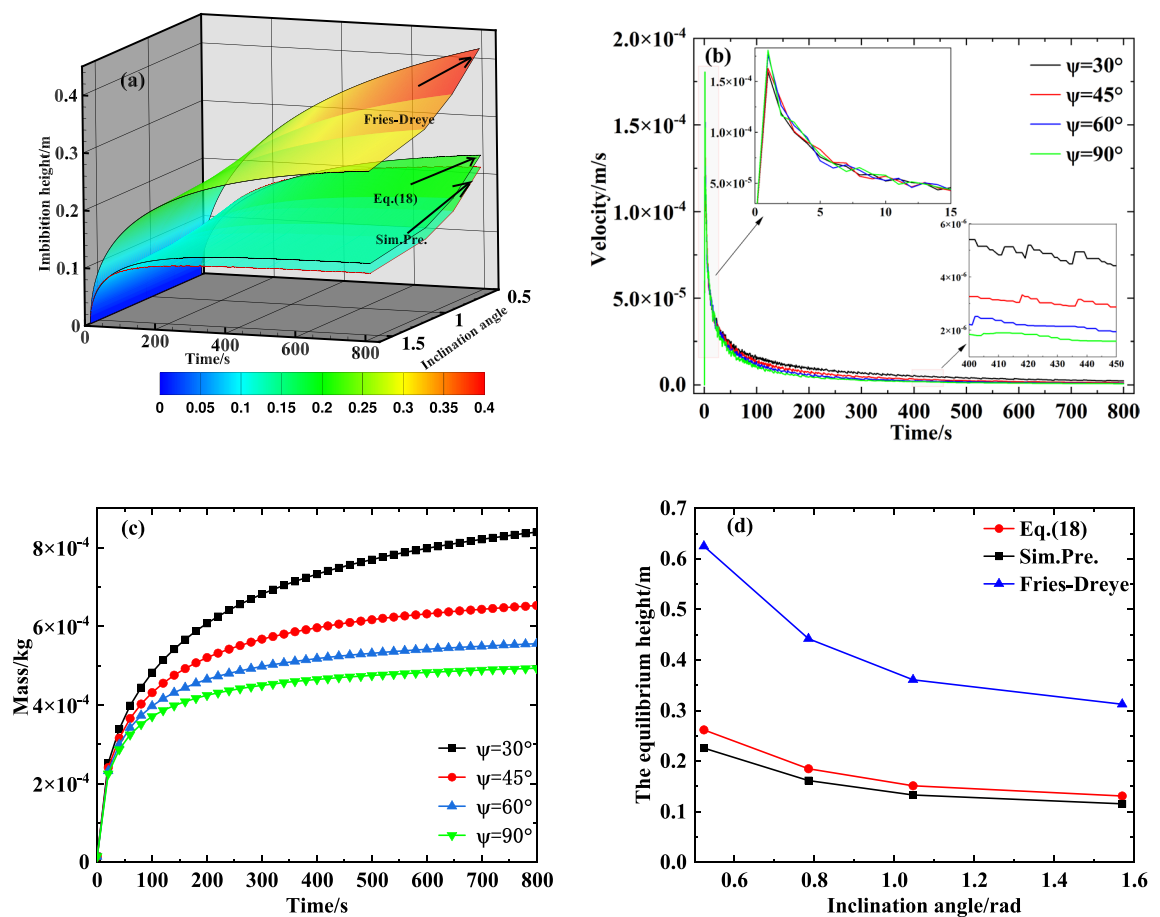 (a)
Imbibition height/m
0.4
0.3
0.2
0.1
0
Fries-Dreye
Eq.(18)
Sim.Pre.
0
200
400
600
800
Time/s
0.5
1
1.5
Inclination angle
0 0.05 0.1 0.15 0.2 0.25 0.3 0.35 0.4
(b)
Velocity/m/s
2.0×10⁻⁴
1.5×10⁻⁴
1.0×10⁻⁴
5.0×10⁻⁵
0.0
0 100 200 300 400 500 600 700 800
Time/s
ψ=30°
ψ=45°
ψ=60°
ψ=90°
1.5×10⁻⁴
1.0×10⁻⁴
5.0×10⁻⁵
0 5 10 15
6×10⁻⁶
4×10⁻⁶
2×10⁻⁶
400 410 420 430 440 450
(c)
Mass/kg
8×10⁻⁴
6×10⁻⁴
4×10⁻⁴
2×10⁻⁴
0
0 100 200 300 400 500 600 700 800
Time/s
ψ=30°
ψ=45°
ψ=60°
ψ=90°
(d)
The equilibrium height/m
0.7
0.6
0.5
0.4
0.3
0.2
0.1
0.0
0.6 0.8 1.0 1.2 1.4 1.6
Inclination angle/rad
Eq.(18)
Sim.Pre.
Fries-Dreye